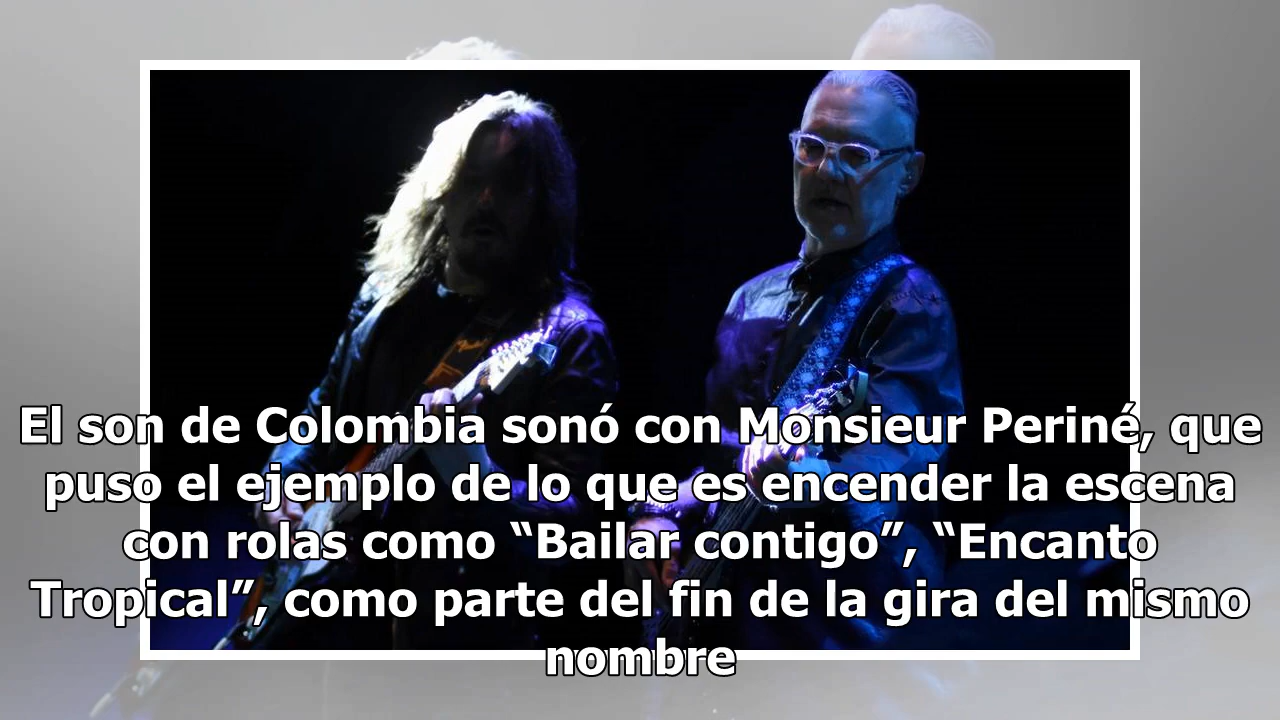 El son de Colombia sonó con Monsieur Periné, que
puso el ejemplo de lo que es encender la escena
con rolas como “Bailar contigo”, “Encanto
Tropical”, como parte del fin de la gira del mismo
nombre